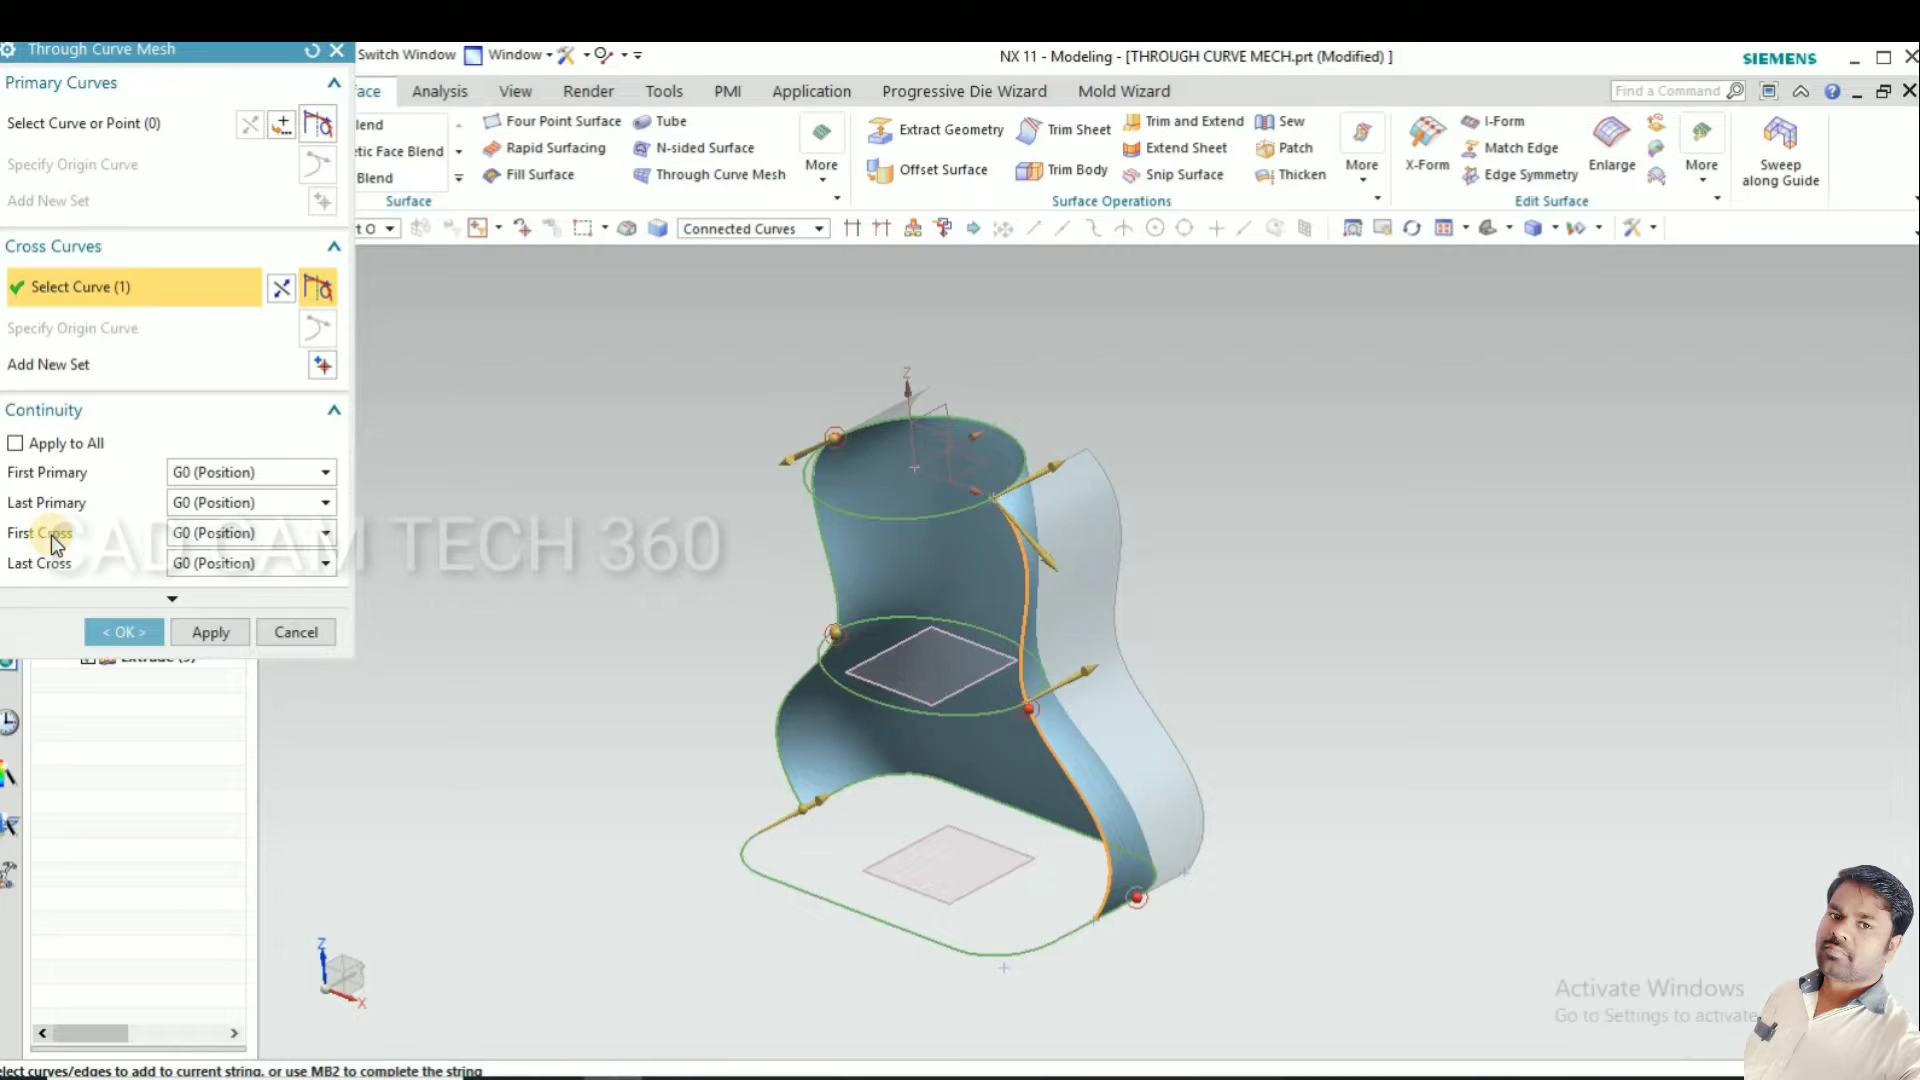 Through Curve Mesh
Switch Window
Window
NX 11 - Modeling - [THROUGH CURVE MECH.prt (Modified) ]
SIEMENS
Primary Curves
Select Curve or Point (0)
Specify Origin Curve
Add New Set
Cross Curves
Select Curve (1)
Specify Origin Curve
Add New Set
Continuity
Apply to All
First Primary G0 (Position)
Last Primary G0 (Position)
First Cross G0 (Position)
Last Cross G0 (Position)
< OK > Apply Cancel
face Analysis View Render Tools PMI Application Progressive Die Wizard Mold Wizard
Find a Command
lend
etic Face Blend
Blend
Four Point Surface
Rapid Surfacing
Fill Surface
Tube
N-sided Surface
Through Curve Mesh
More
Surface
Extract Geometry
Offset Surface
Trim Sheet
Trim Body
Trim and Extend
Extend Sheet
Snip Surface
Sew
Patch
Thicken
More
Surface Operations
X-Form
I-Form
Match Edge
Edge Symmetry
Enlarge
More
Edit Surface
Sweep
along Guide
t O
Connected Curves
CAD CAM TECH 360
Z
Z
X
Activate Windows
Go to Settings to activate
elect curves/edges to add to current string, or use MB2 to complete the string